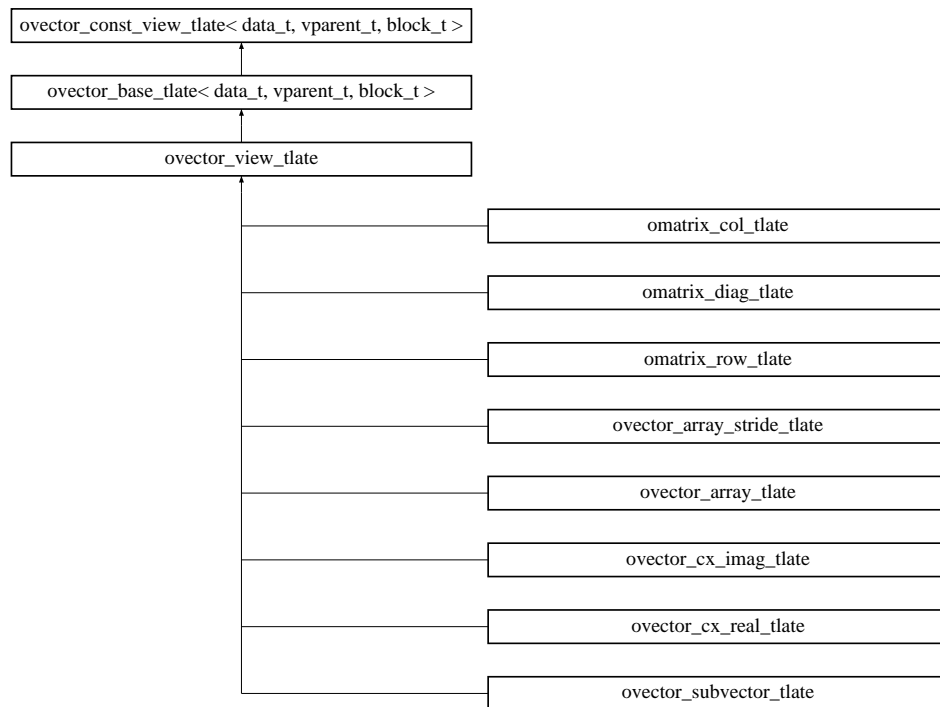 ovector_const_view_tlate< data_t, vparent_t, block_t >
ovector_base_tlate< data_t, vparent_t, block_t >
ovector_view_tlate
omatrix_col_tlate
omatrix_diag_tlate
omatrix_row_tlate
ovector_array_stride_tlate
ovector_array_tlate
ovector_cx_imag_tlate
ovector_cx_real_tlate
ovector_subvector_tlate